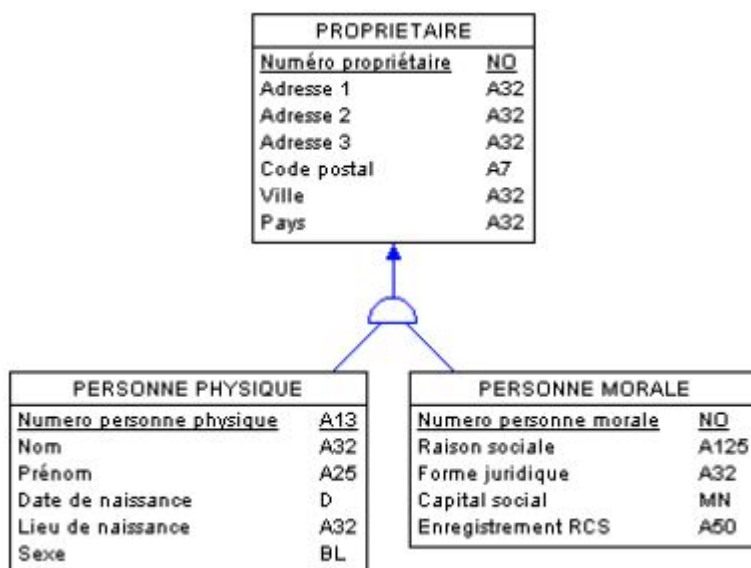 PROPRIETAIRE
Numéro propriétaire NO
Adresse 1 A32
Adresse 2 A32
Adresse 3 A32
Code postal A7
Ville A32
Pays A32
PERSONNE PHYSIQUE
Numero personne physique A13
Nom A32
Prénom A25
Date de naissance D
Lieu de naissance A32
Sexe BL
PERSONNE MORALE
Numero personne morale NO
Raison sociale A125
Forme juridique A32
Capital social MN
Enregistrement RCS A50